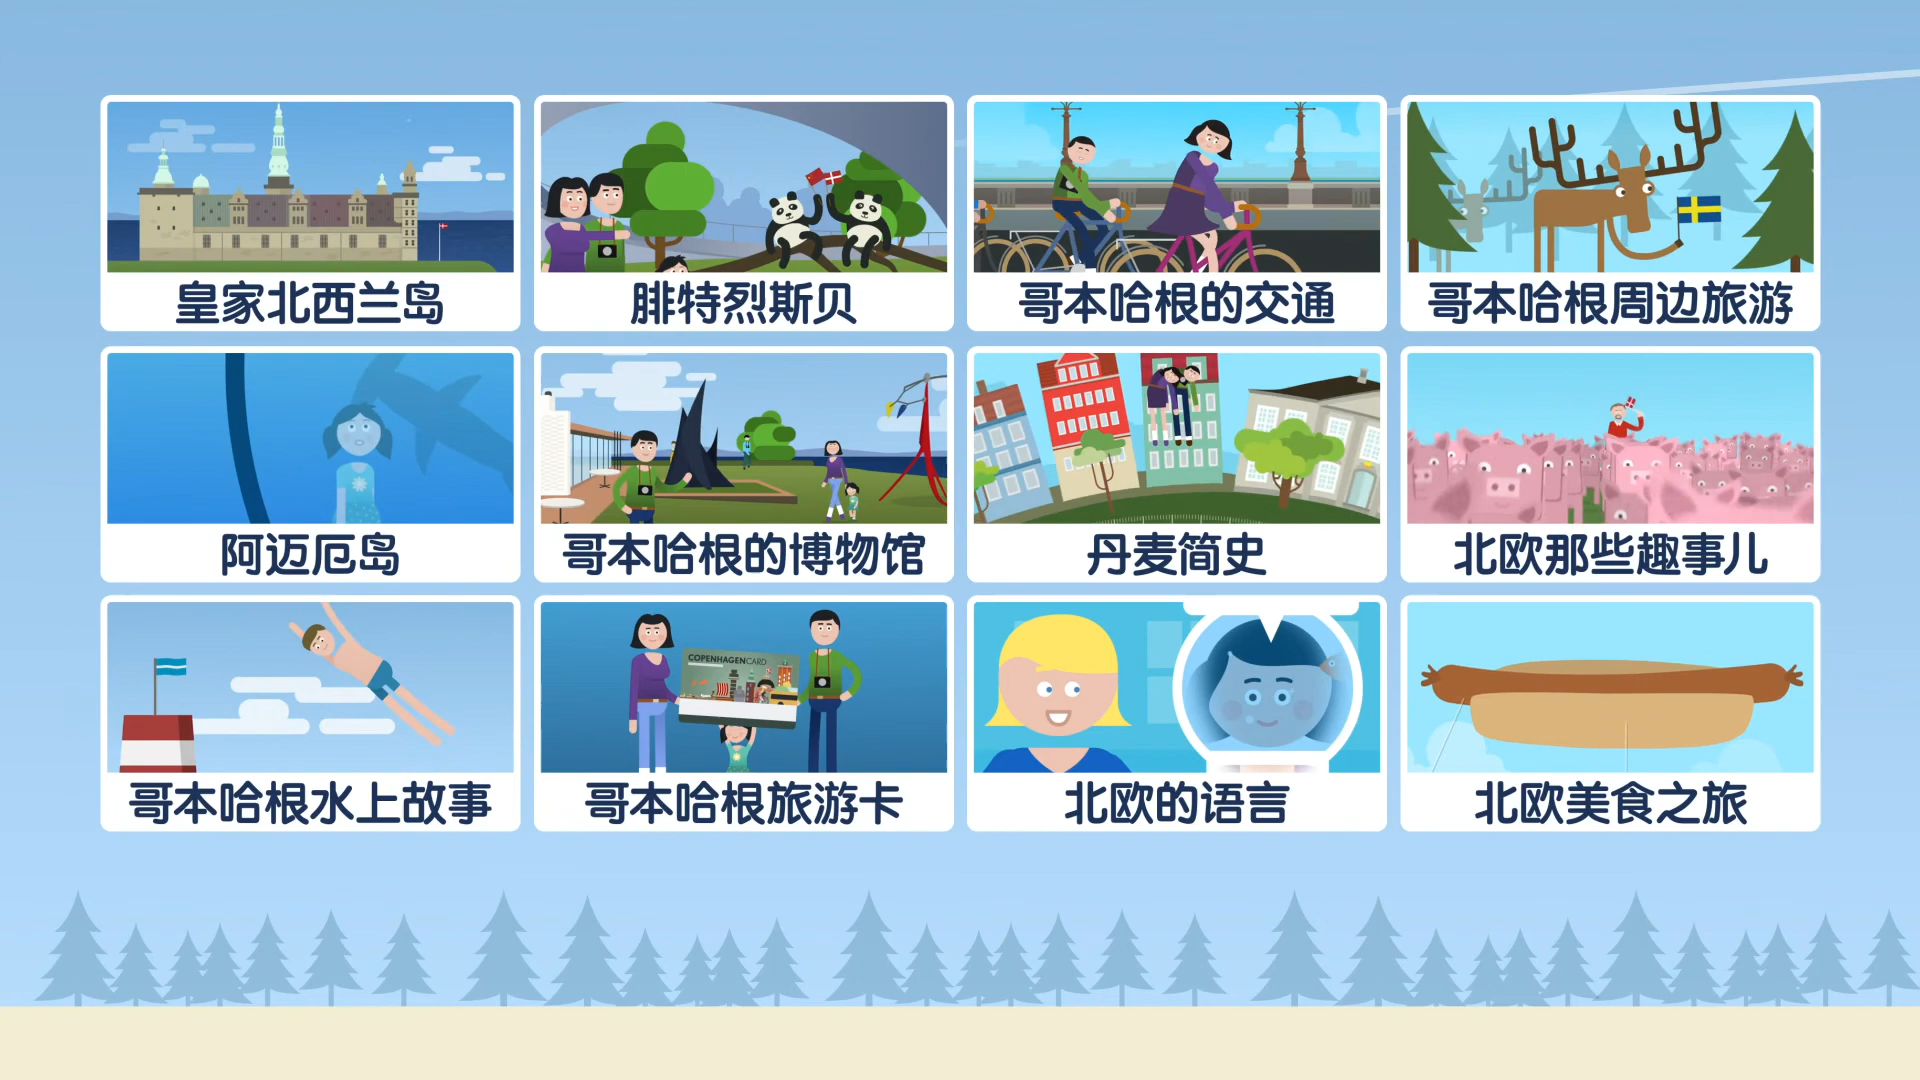 皇家北西兰岛
腓特烈斯贝
哥本哈根的交通
哥本哈根周边旅游
阿迈厄岛
哥本哈根的博物馆
丹麦简史
北欧那些趣事儿
哥本哈根水上故事
COPENHAGENCARD
哥本哈根旅游卡
北欧的语言
北欧美食之旅